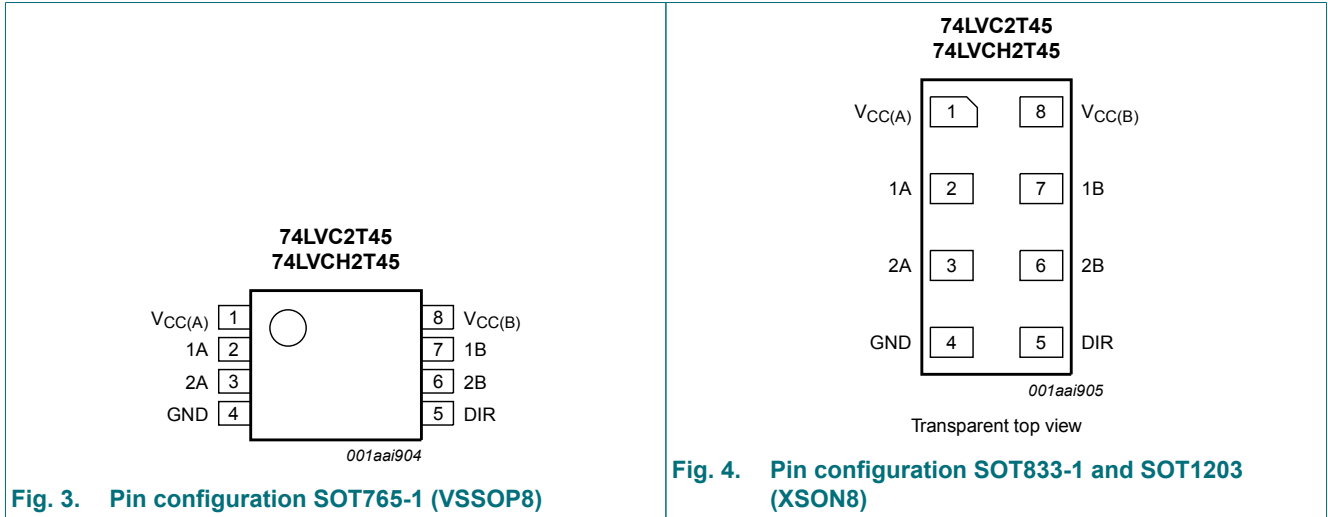 74LVC2T45
74LVCH2T45
VCC(A) 1 8 VCC(B)
1A 2 7 1B
2A 3 6 2B
GND 4 5 DIR
001aai904
Fig. 3. Pin configuration SOT765-1 (VSSOP8)
74LVC2T45
74LVCH2T45
VCC(A) 1 8 VCC(B)
1A 2 7 1B
2A 3 6 2B
GND 4 5 DIR
001aai905
Transparent top view
Fig. 4. Pin configuration SOT833-1 and SOT1203
(XSON8)